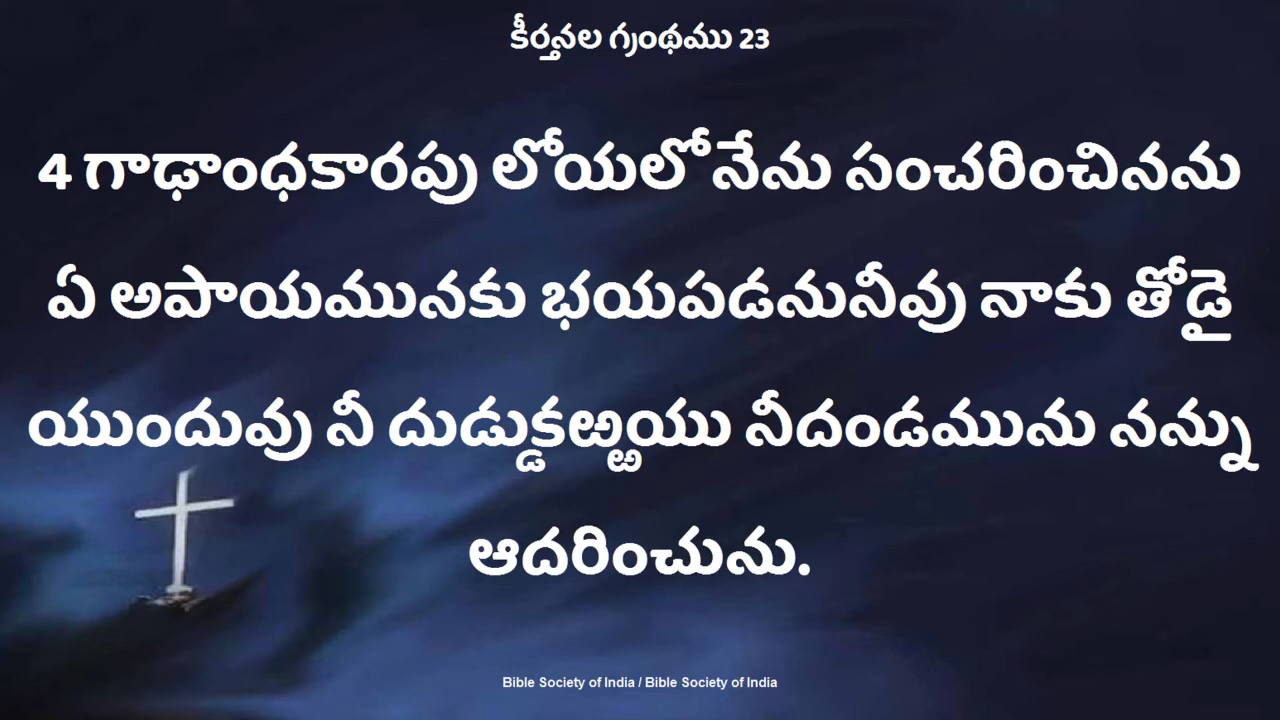 కీర్తనల గ్రంథము 23
4 గాఢాంధకారపు లోయలోనేను సంచరించినను
ఏ అపాయమునకు భయపడనునీవు నాకు తోడై
యుందువు నీ దుడ్డుకఱ్ఱయు నీదండమును నన్ను
ఆదరించును.
Bible Society of India / Bible Society of India